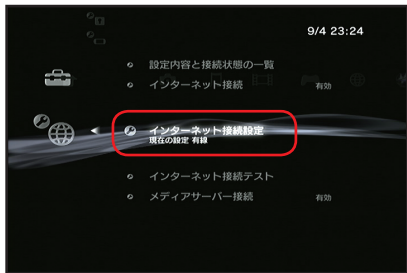 9/4 23:24
設定内容と接続状態の一覧
インターネット接続 有効
インターネット接続設定
現在の設定 有線
インターネット接続テスト
メディアサーバー接続 有効